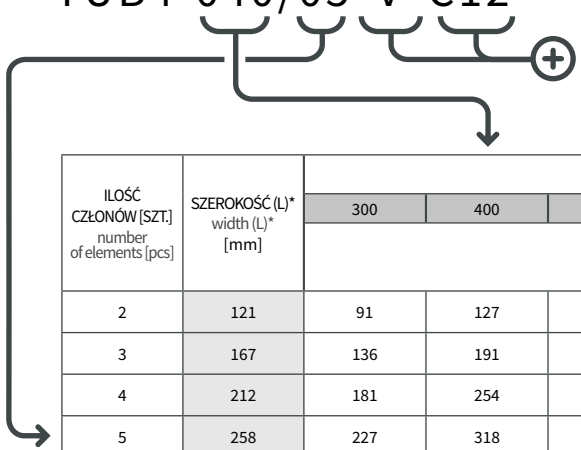 ILOŚĆ
CZŁONÓW [SZT.]
number
of elements [pcs]
SZEROKOŚĆ (L)*
width (L)*
[mm]
300 400
2 121 91 127
3 167 136 191
4 212 181 254
5 258 227 318